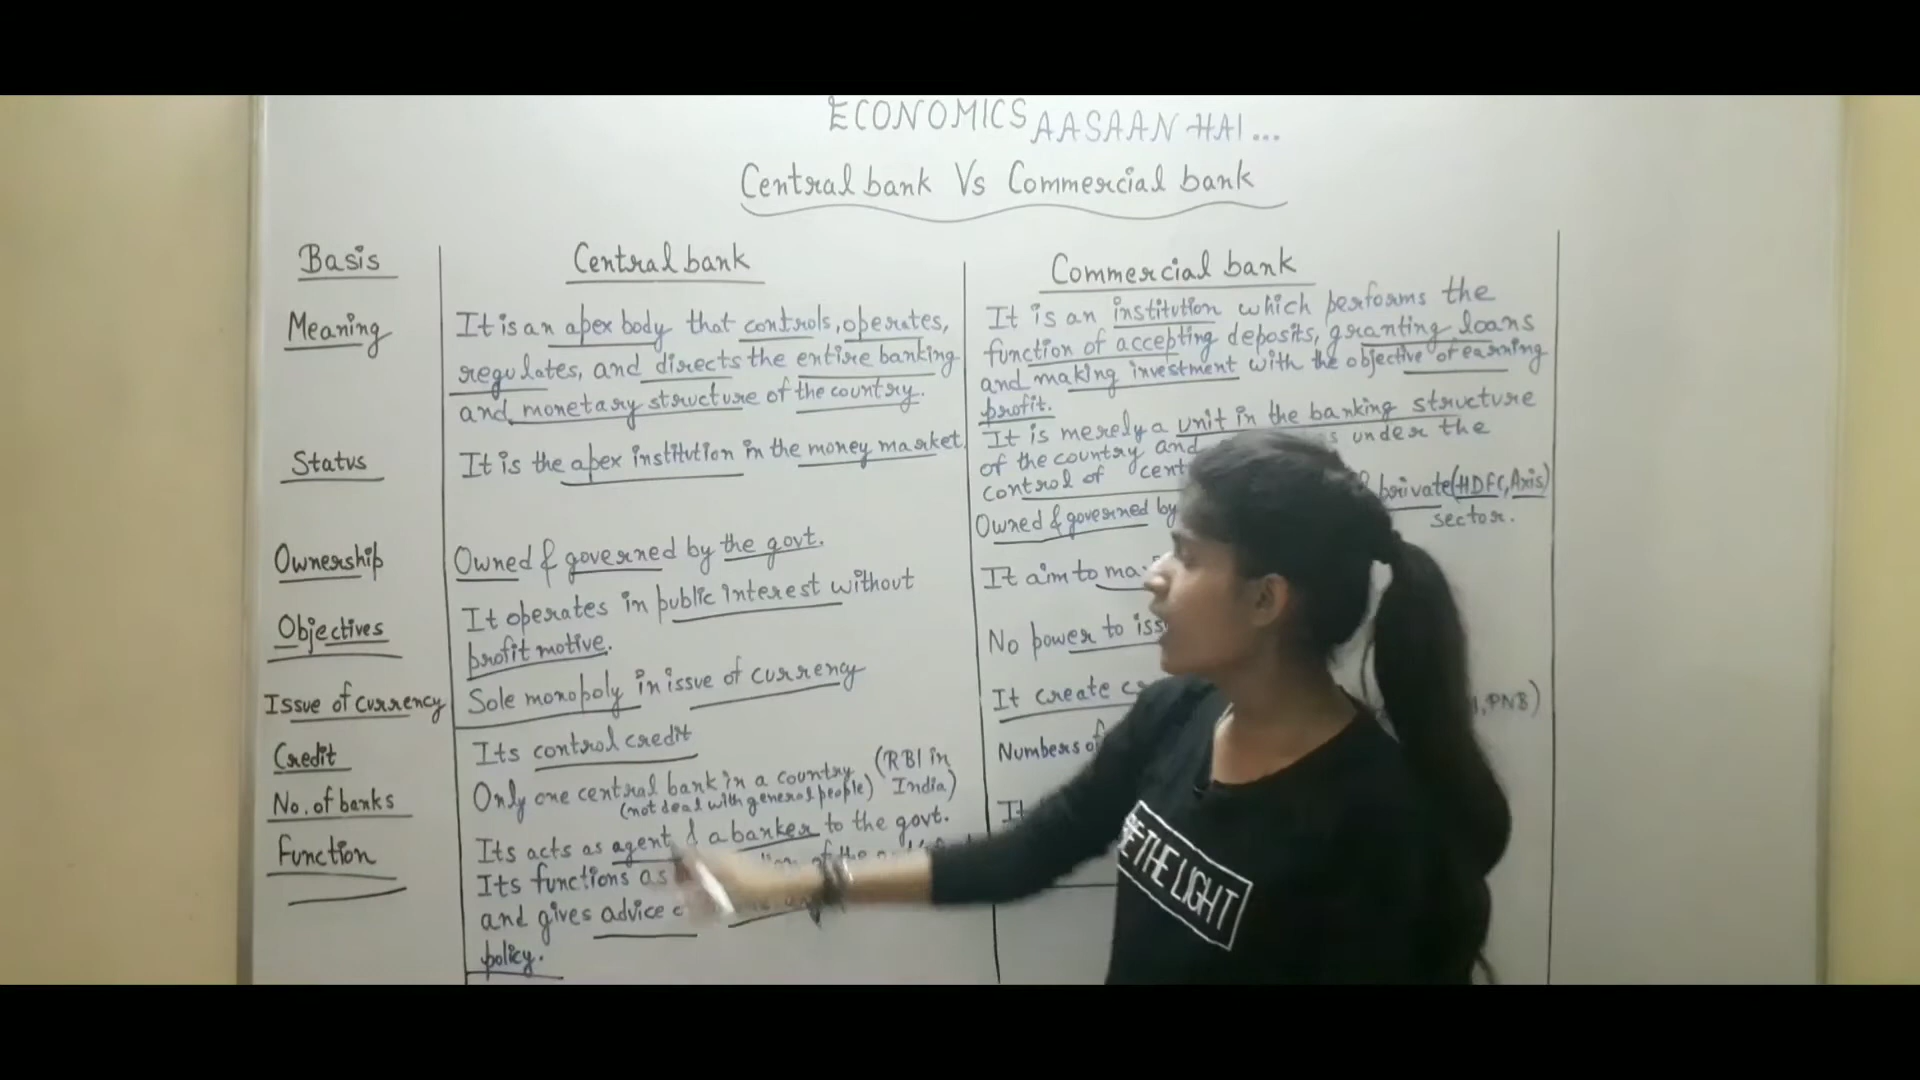 ECONOMICS AASAAN HAI...
Central bank Vs Commercial bank
Basis
Central bank
Commercial bank
Meaning
It is an apex body that controls, operates,
regulates, and directs the entire banking
and monetary structure of the country.
It is an institution which performs the
function of accepting deposits, granting loans
and making investment with the objective of earning
profit.
Status
It is the apex institution in the money market.
It is merely a unit in the banking structure
of the country and under the
control of
Ownership
Owned & governed by the govt.
Owned & governed by private (HDFC, Axis)
sector.
Objectives
It operates in public interest without
profit motive.
It aim to
Issue of currency
Sole monopoly in issue of currency
No power to
Credit
Its control credit
It create
No. of banks
Only one central bank in a country (RBI in
India)
(not deal with general people)
Numbers of
, PNB)
Function
Its acts as agent & a banker to the govt.
Its functions as of the
and gives advice
policy.
It
THE LIGHT